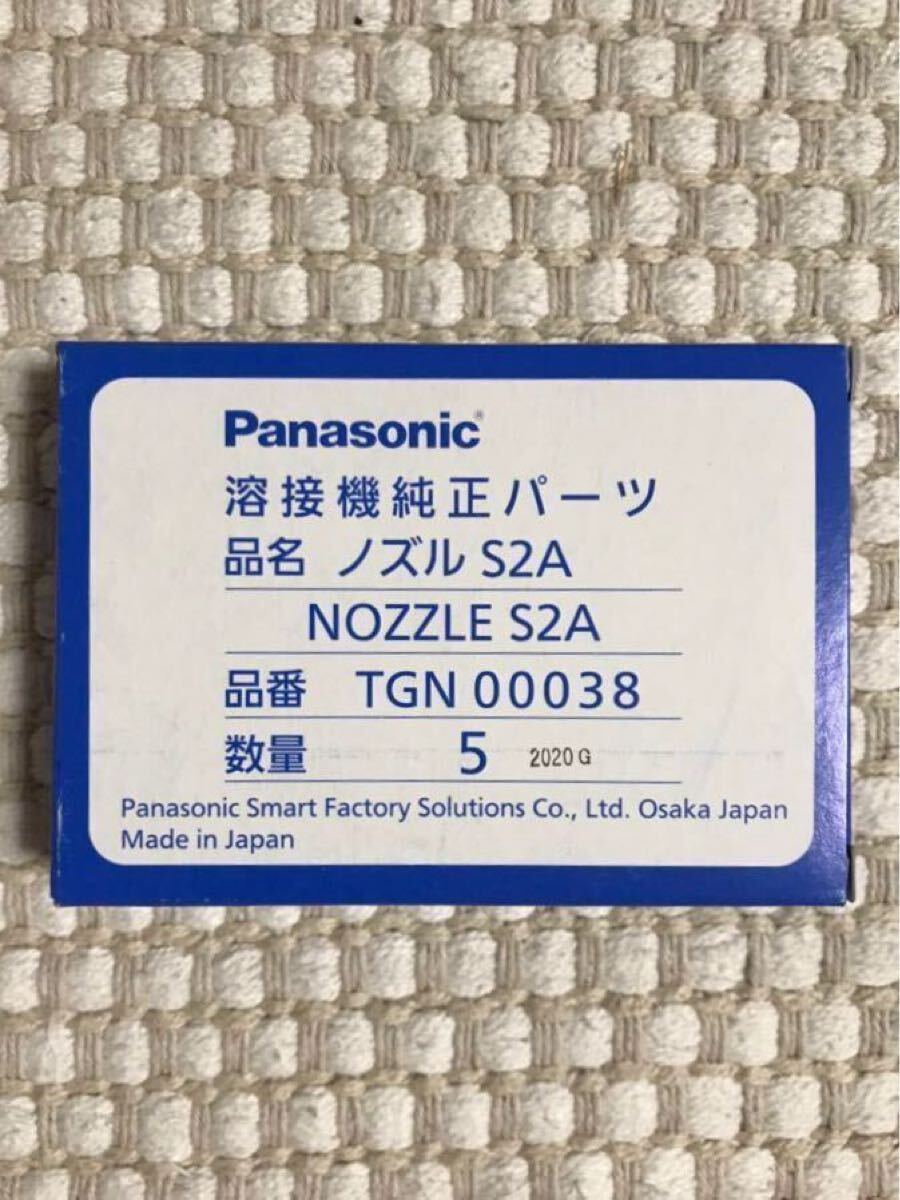 Panasonic®
溶接機純正パーツ
品名 ノズル S2A
NOZZLE S2A
品番 TGN 00038
数量 5 2020 G
Panasonic Smart Factory Solutions Co., Ltd. Osaka Japan
Made in Japan